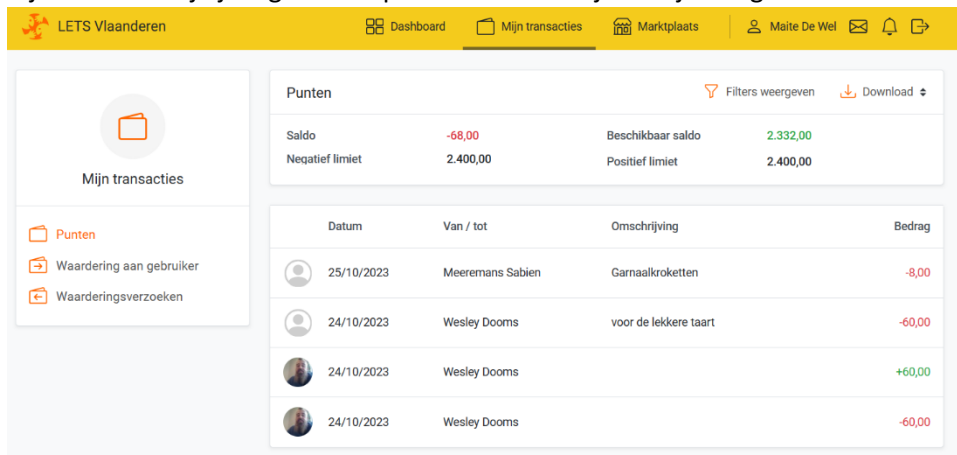 LETS Vlaanderen Dashboard Mijn transacties Marktplaats Maite De Wel
Mijn transacties
Punten
Waardering aan gebruiker
Waarderingsverzoeken
Punten Filters weergeven Download
Saldo -68,00 Beschikbaar saldo 2.332,00
Negatief limiet 2.400,00 Positief limiet 2.400,00
Datum Van / tot Omschrijving Bedrag
25/10/2023 Meeremans Sabien Garnaalkroketten -8,00
24/10/2023 Wesley Dooms voor de lekkere taart -60,00
24/10/2023 Wesley Dooms +60,00
24/10/2023 Wesley Dooms -60,00